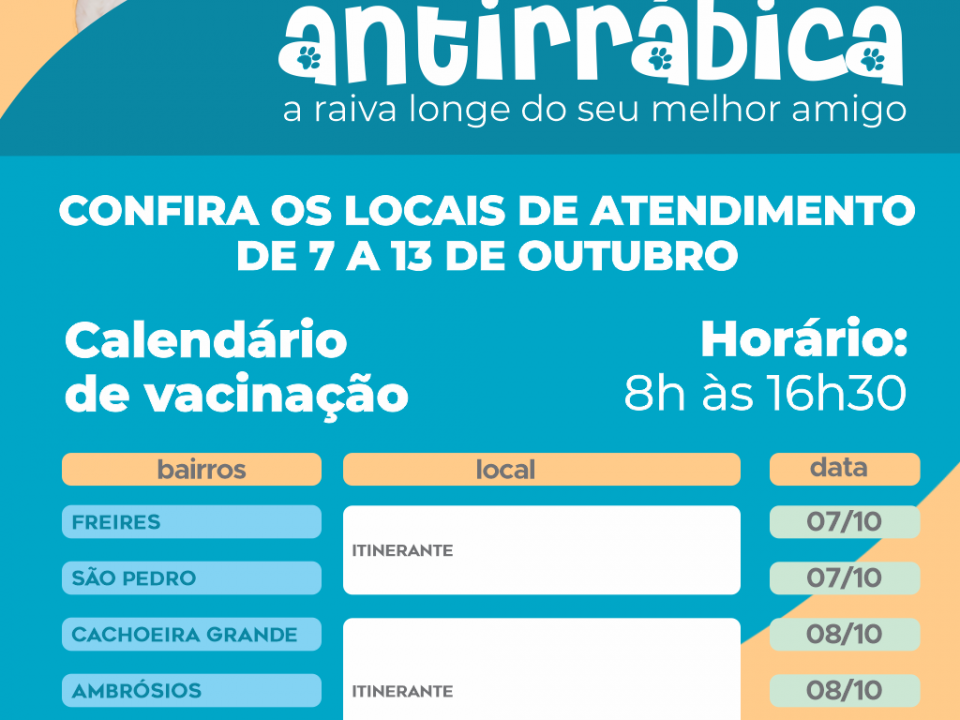 antirrábica
a raiva longe do seu melhor amigo
CONFIRA OS LOCAIS DE ATENDIMENTO
DE 7 A 13 DE OUTUBRO
Calendário
de vacinação
Horário:
8h às 16h30
bairros local data
FREIRES ITINERANTE 07/10
SÃO PEDRO 07/10
CACHOEIRA GRANDE 08/10
AMBRÓSIOS ITINERANTE 08/10